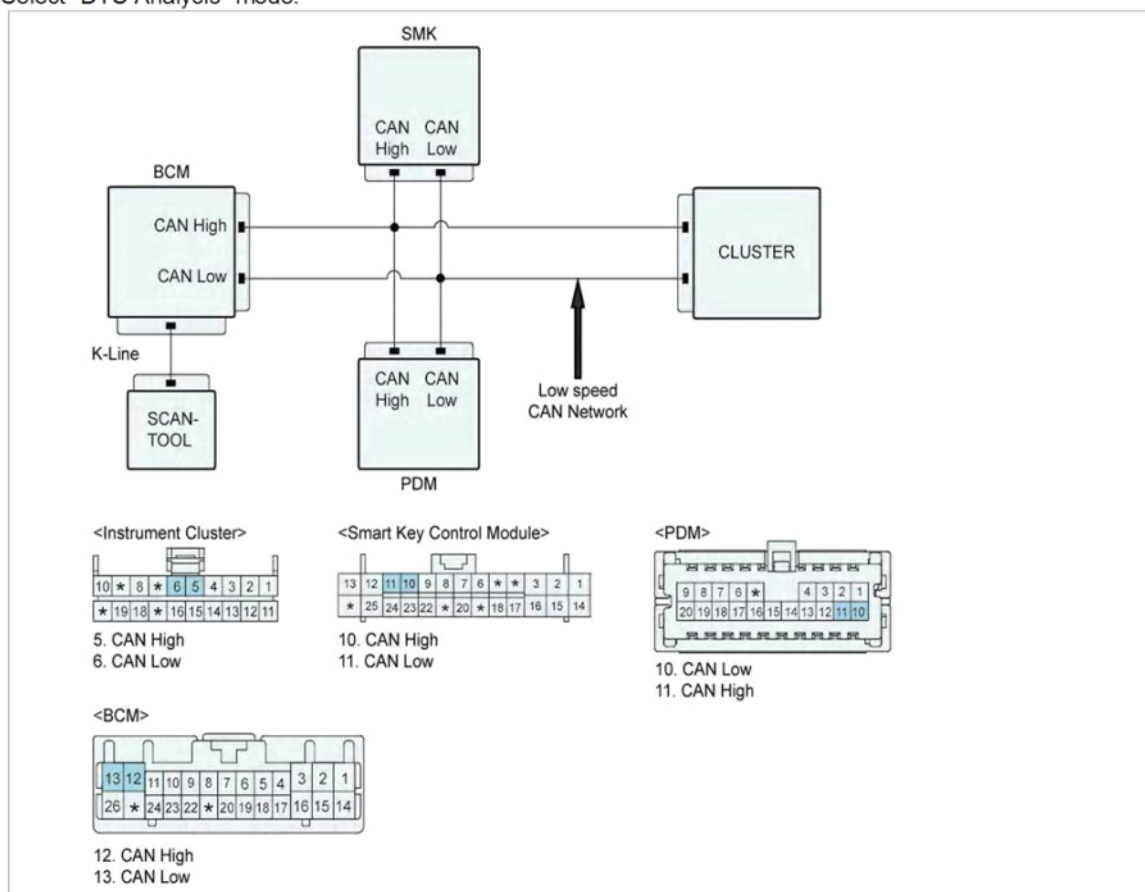 Select "DTC Analysis" mode.
SMK
CAN High
CAN Low
BCM
CAN High
CAN Low
CLUSTER
K-Line
SCAN-
TOOL
CAN High
CAN Low
PDM
Low speed
CAN Network
<Instrument Cluster>
10 * 8 * 6 5 4 3 2 1
* 19 18 * 16 15 14 13 12 11
5. CAN High
6. CAN Low
<Smart Key Control Module>
13 12 11 10 9 8 7 6 * * 3 2 1
* 25 24 23 22 * 20 * 18 17 16 15 14
10. CAN High
11. CAN Low
<PDM>
9 8 7 6 * 4 3 2 1
20 19 18 17 16 15 14 13 12 11 10
10. CAN Low
11. CAN High
<BCM>
13 12 11 10 9 8 7 6 5 4 3 2 1
26 * 24 23 22 * 20 19 18 17 16 15 14
12. CAN High
13. CAN Low